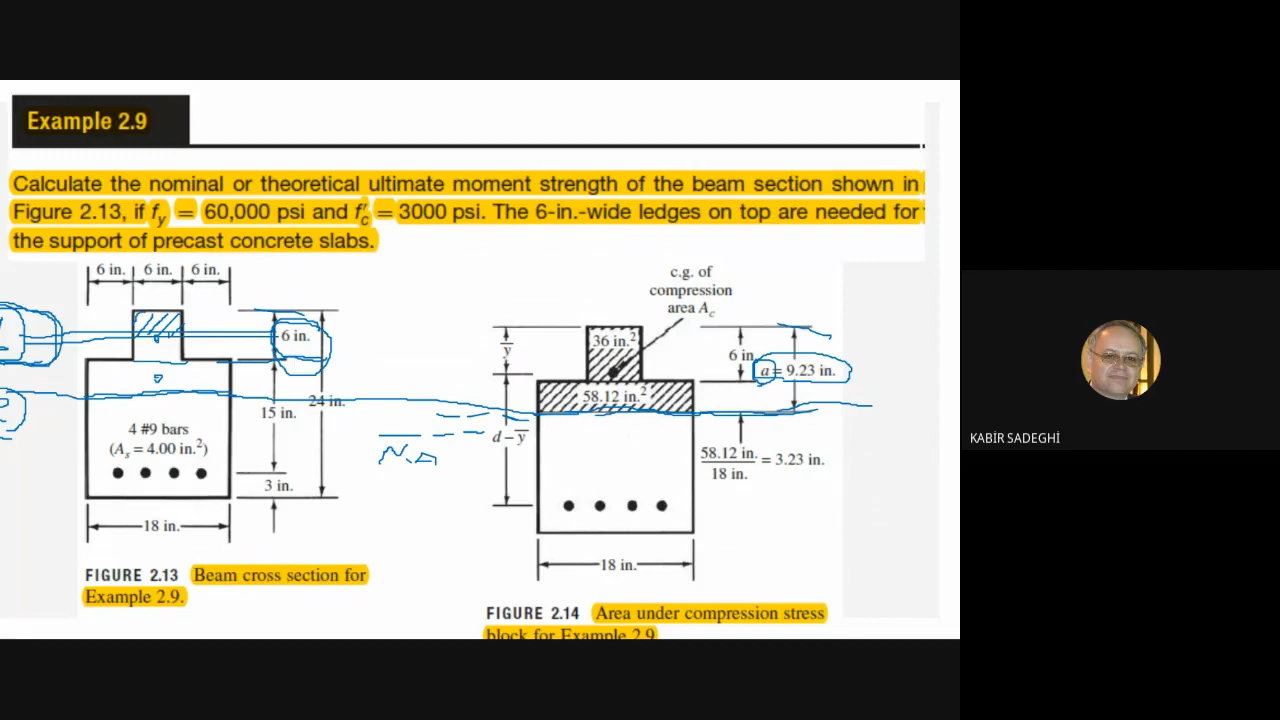 Example 2.9
Calculate the nominal or theoretical ultimate moment strength of the beam section shown in
Figure 2.13, if fy = 60,000 psi and f′c = 3000 psi. The 6-in.-wide ledges on top are needed for
the support of precast concrete slabs.
6 in. 6 in. 6 in.
6 in.
15 in.
24 in.
4 #9 bars
(As = 4.00 in.²)
3 in.
18 in.
FIGURE 2.13 Beam cross section for
Example 2.9.
N.A
c.g. of
compression
area Ac
y̅
36 in.²
6 in.
a = 9.23 in.
58.12 in.²
d – y̅
58.12 in. / 18 in. = 3.23 in.
18 in.
FIGURE 2.14 Area under compression stress
block for Example 2.9
KABİR SADEGHİ